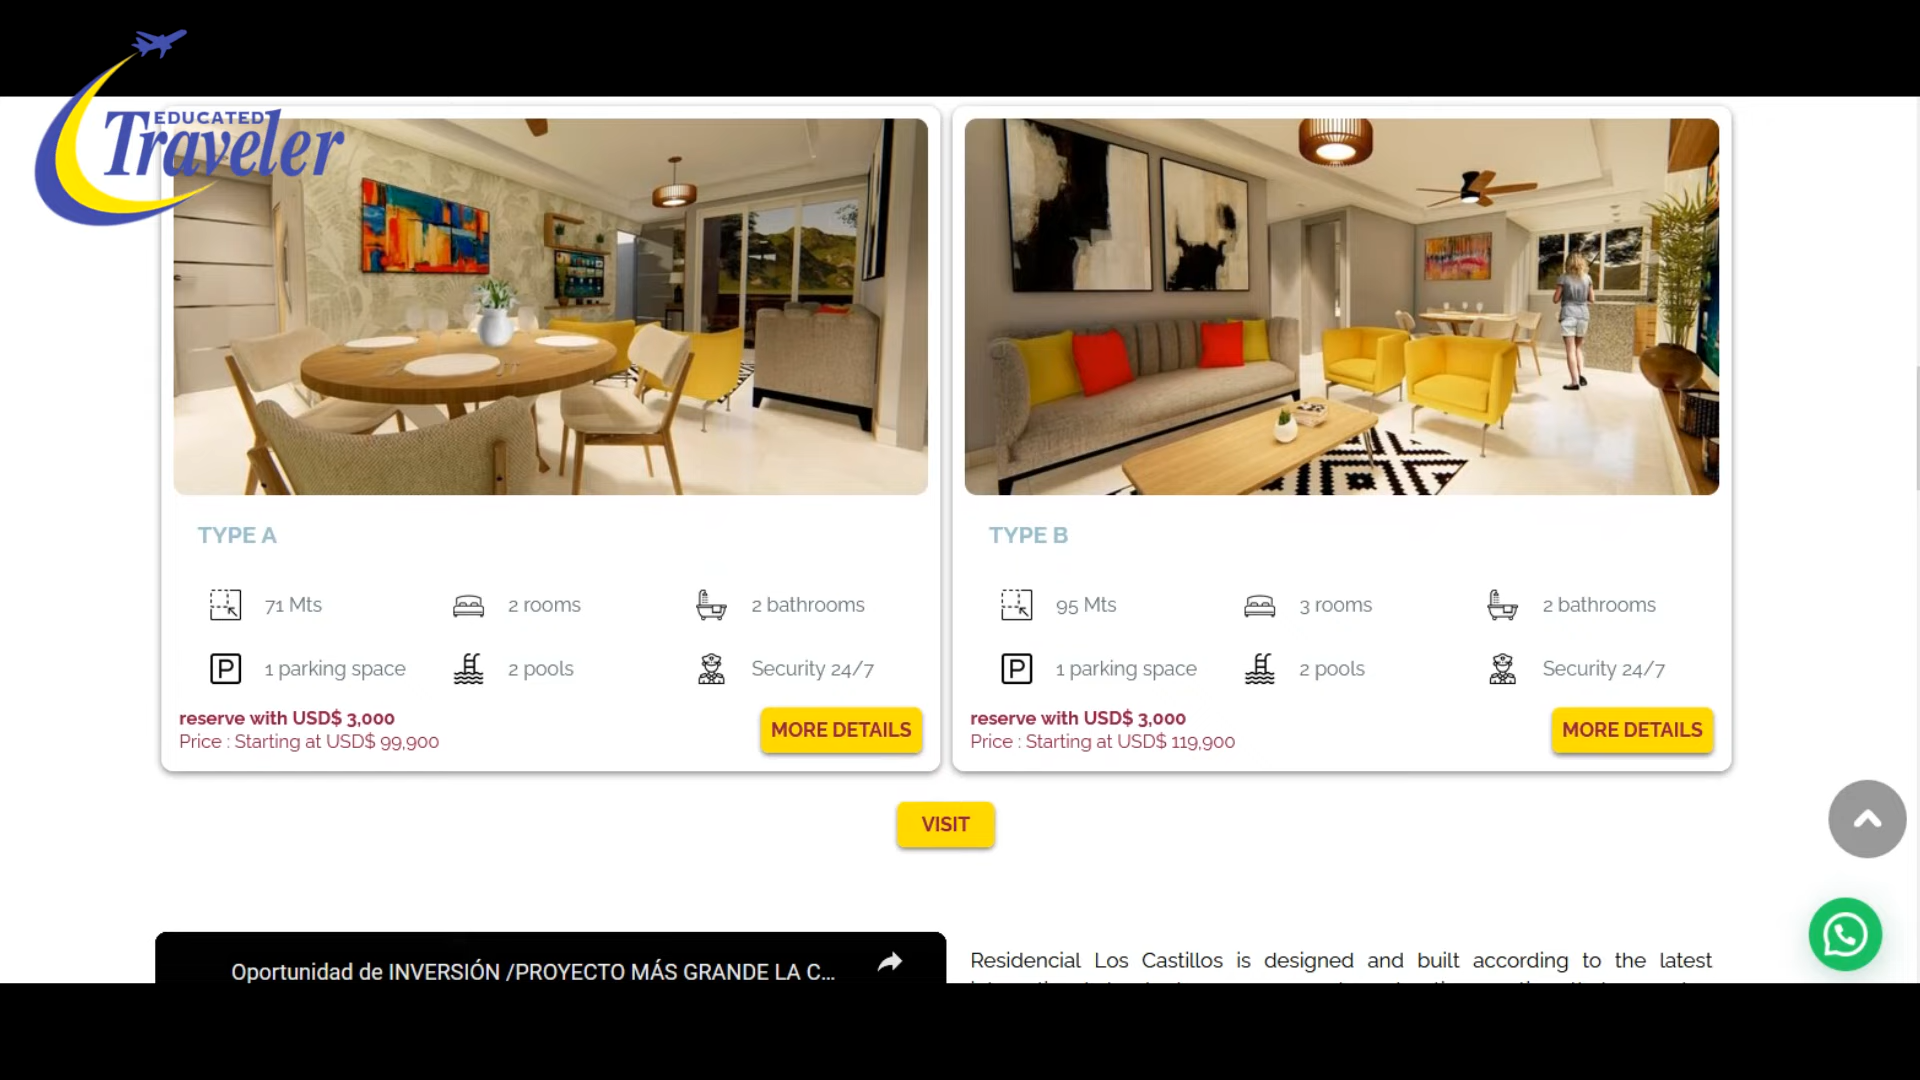 EDUCATED
Traveler
TYPE A
71 Mts
2 rooms
2 bathrooms
P
1 parking space
2 pools
Security 24/7
reserve with USD$ 3,000
Price : Starting at USD$ 99,900
MORE DETAILS
TYPE B
95 Mts
3 rooms
2 bathrooms
P
1 parking space
2 pools
Security 24/7
reserve with USD$ 3,000
Price : Starting at USD$ 119,900
MORE DETAILS
VISIT
Oportunidad de INVERSIÓN /PROYECTO MÁS GRANDE LA C...
Residencial Los Castillos is designed and built according to the latest